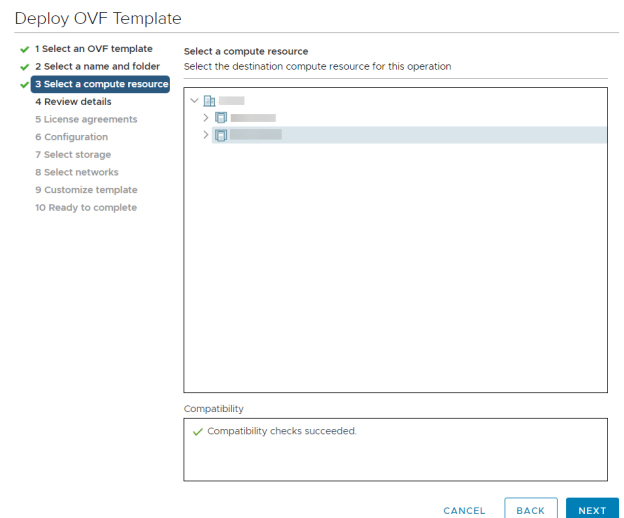 Deploy OVF Template
1 Select an OVF template
2 Select a name and folder
3 Select a compute resource
4 Review details
5 License agreements
6 Configuration
7 Select storage
8 Select networks
9 Customize template
10 Ready to complete
Select a compute resource
Select the destination compute resource for this operation
Compatibility
Compatibility checks succeeded.
CANCEL
BACK
NEXT